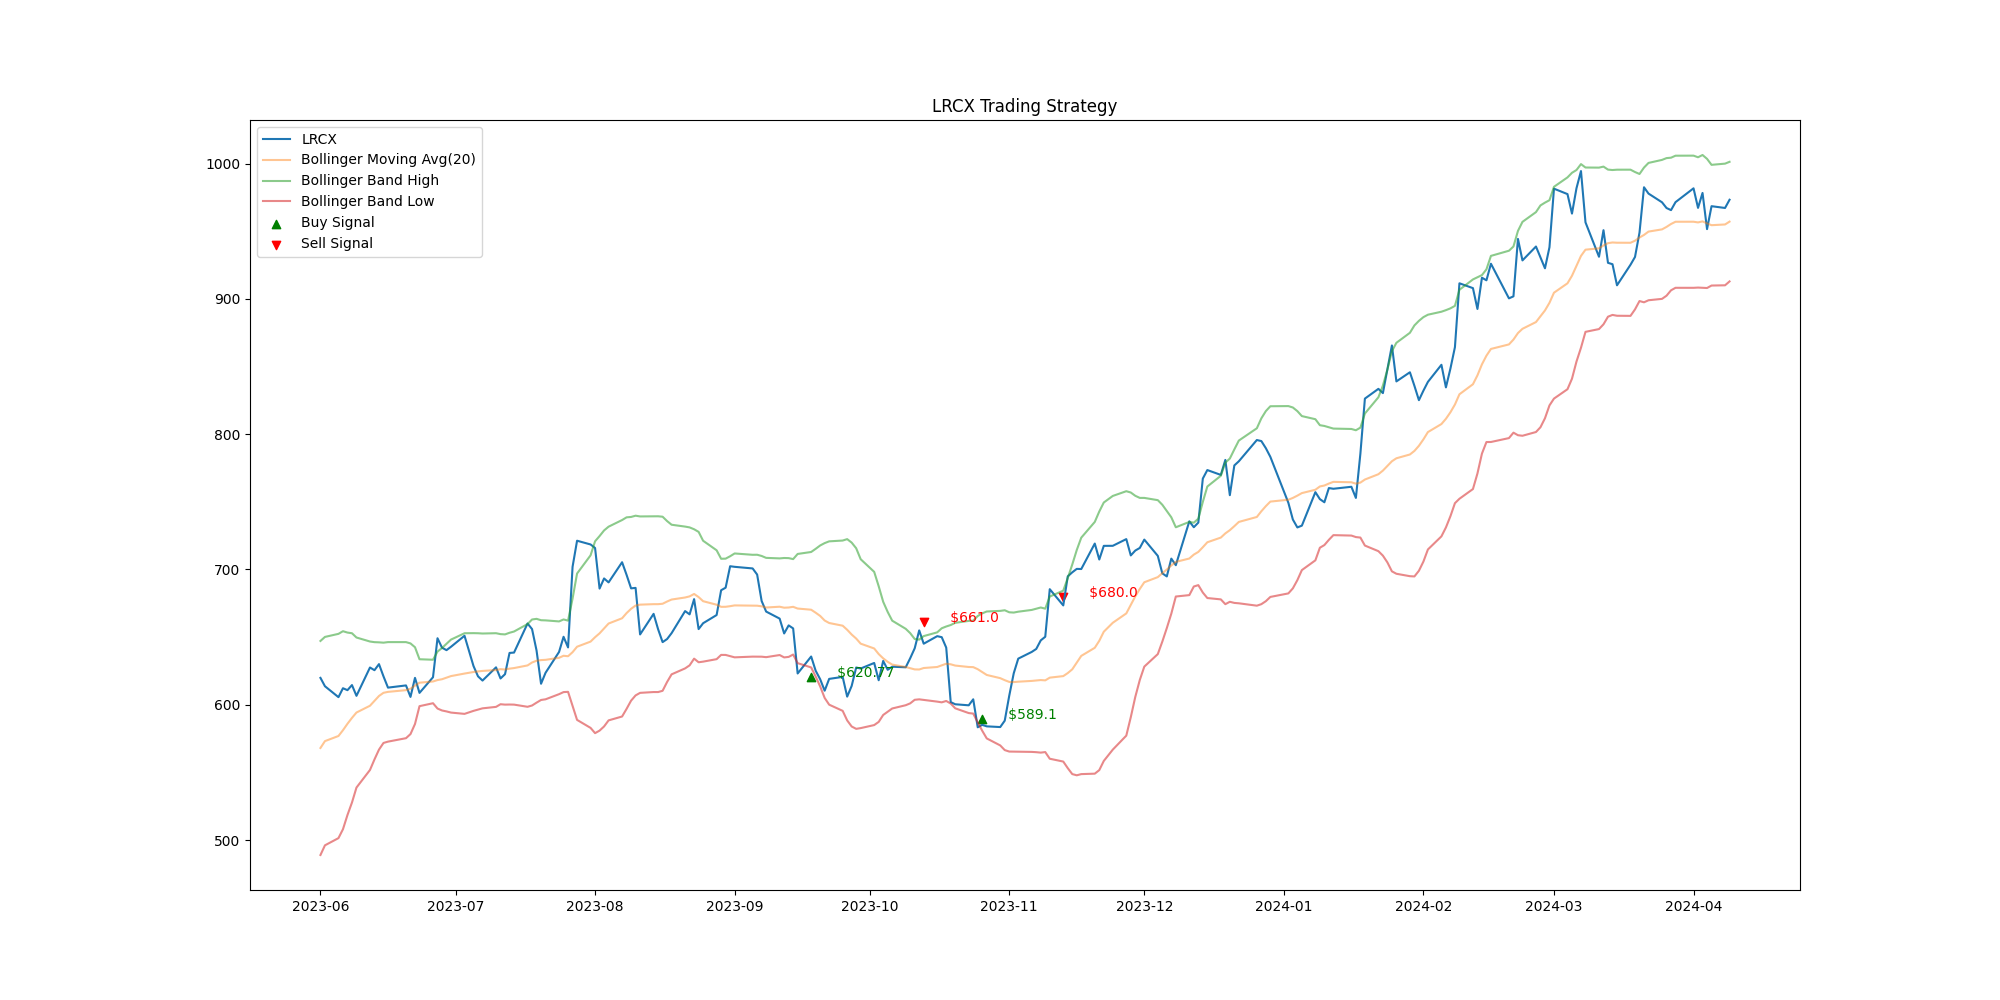 LRCX Trading Strategy
LRCX
Bollinger Moving Avg(20)
Bollinger Band High
Bollinger Band Low
Buy Signal
Sell Signal
1000
900
800
700
600
500
$661.0
$680.0
$620.77
$589.1
2023-06 2023-07 2023-08 2023-09 2023-10 2023-11 2023-12 2024-01 2024-02 2024-03 2024-04